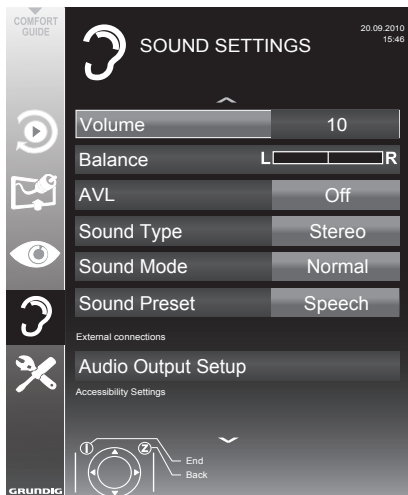 COMFORT
GUIDE
SOUND SETTINGS
20.09.2010
15:46
Volume 10
Balance L R
AVL Off
Sound Type Stereo
Sound Mode Normal
Sound Preset Speech
External connections
Audio Output Setup
Accessibility Settings
Z
End
Back
GRUNDIG